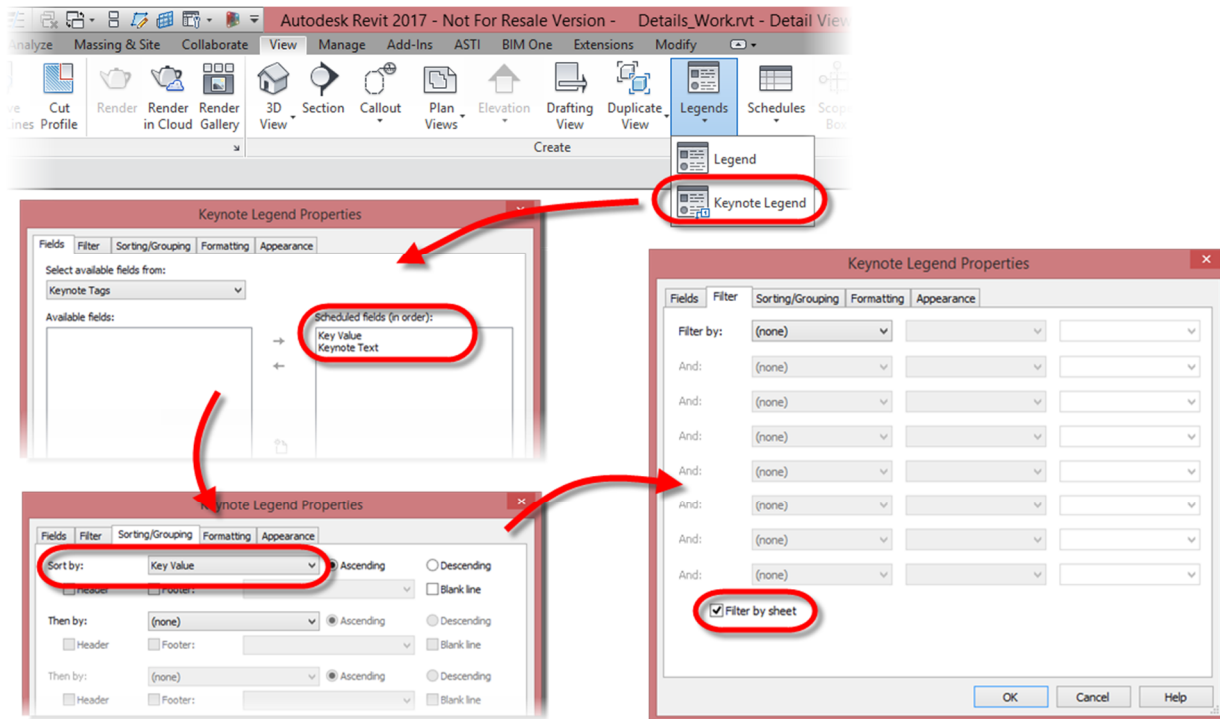 Autodesk Revit 2017 - Not For Resale Version - Details_Work.rvt - Detail View
Analyze Massing & Site Collaborate View Manage Add-Ins ASTI BIM One Extensions Modify
Cut Profile
Render
Render in Cloud
Render Gallery
3D View
Section
Callout
Plan Views
Elevation
Drafting View
Duplicate View
Legends
Schedules
Scope Box
Create
Legend
Keynote Legend
Keynote Legend Properties
Fields Filter Sorting/Grouping Formatting Appearance
Select available fields from:
Keynote Tags
Available fields:
Scheduled fields (in order):
Key Value
Keynote Text
Keynote Legend Properties
Fields Filter Sorting/Grouping Formatting Appearance
Sort by: Key Value Ascending Descending
Header Footer: Blank line
Then by: (none) Ascending Descending
Header Footer: Blank line
Then by: (none) Ascending Descending
Header Footer: Blank line
Keynote Legend Properties
Fields Filter Sorting/Grouping Formatting Appearance
Filter by: (none)
And: (none)
And: (none)
And: (none)
And: (none)
And: (none)
And: (none)
And: (none)
Filter by sheet
OK Cancel Help